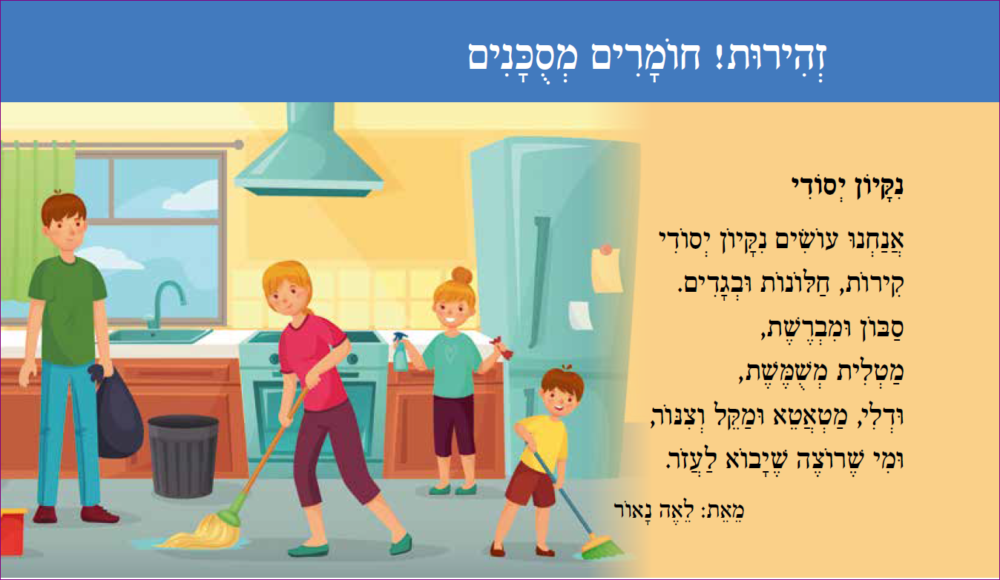 זְהִירוּת! חוֹמָרִים מְסֻכָּנִים
נִקָּיוֹן יְסוֹדִי
אֲנַחְנוּ עוֹשִׂים נִקָּיוֹן יְסוֹדִי
קִירוֹת, חַלּוֹנוֹת וּבְגָדִים.
סַבּוֹן וּמִבְרֶשֶׁת,
מַטְלִית מְשֻׁמֶּשֶׁת,
וּדְלִי, מַטְאֲטֵא וּמַקֵּל וְצִנּוֹר,
וּמִי שֶׁרוֹצֶה שֶׁיָבוֹא לַעֲזֹר.
מֵאֵת: לֵאֶה נָאוֹר